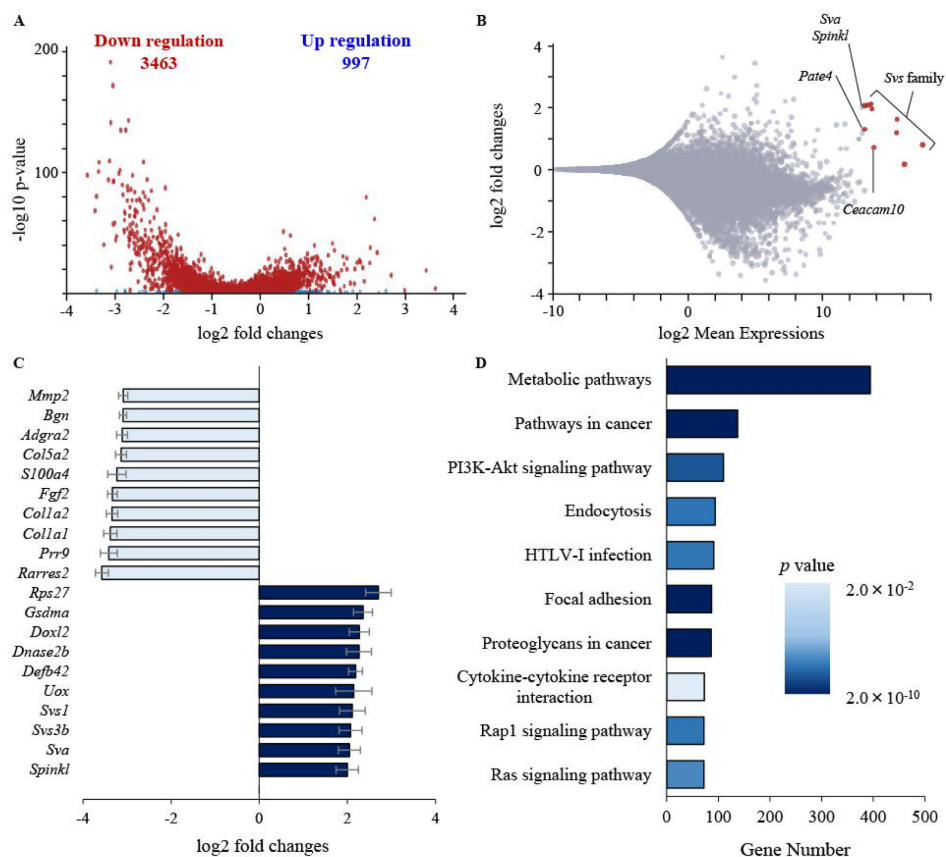 A
Down regulation
3463
Up regulation
997
200
100
0
-log10 p-value
-4
-3
-2
-1
0
1
2
3
4
log2 fold changes
B
Sva
Spinkl
Pate4
Svs family
Ceacam10
4
2
0
-2
-4
log2 fold changes
-10
0
10
log2 Mean Expressions
C
Mmp2
Bgn
Adgra2
Col5a2
S100a4
Fgf2
Col1a2
Col1a1
Prr9
Rarres2
Rps27
Gsdma
Doxl2
Dnase2b
Defb42
Uox
Svs1
Svs3b
Sva
Spinkl
-4
-2
0
2
4
log2 fold changes
D
Metabolic pathways
Pathways in cancer
PI3K-Akt signaling pathway
Endocytosis
HTLV-I infection
Focal adhesion
Proteoglycans in cancer
Cytokine-cytokine receptor
interaction
Rap1 signaling pathway
Ras signaling pathway
p value
2.0×10⁻²
2.0×10⁻¹⁰
0
100
200
300
400
500
Gene Number